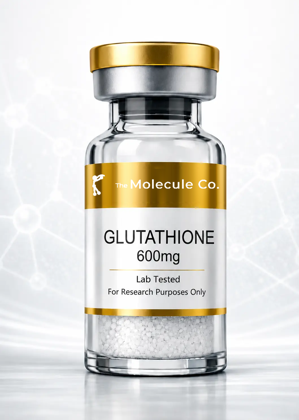 The Molecule Co.
GLUTATHIONE
600mg
Lab Tested
For Research Purposes Only